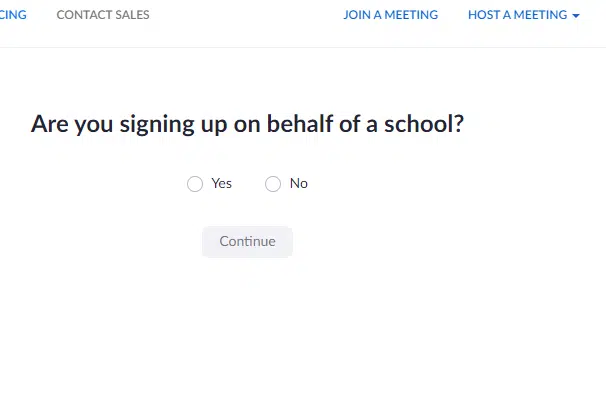 CING CONTACT SALES JOIN A MEETING HOST A MEETING
Are you signing up on behalf of a school?
Yes No
Continue